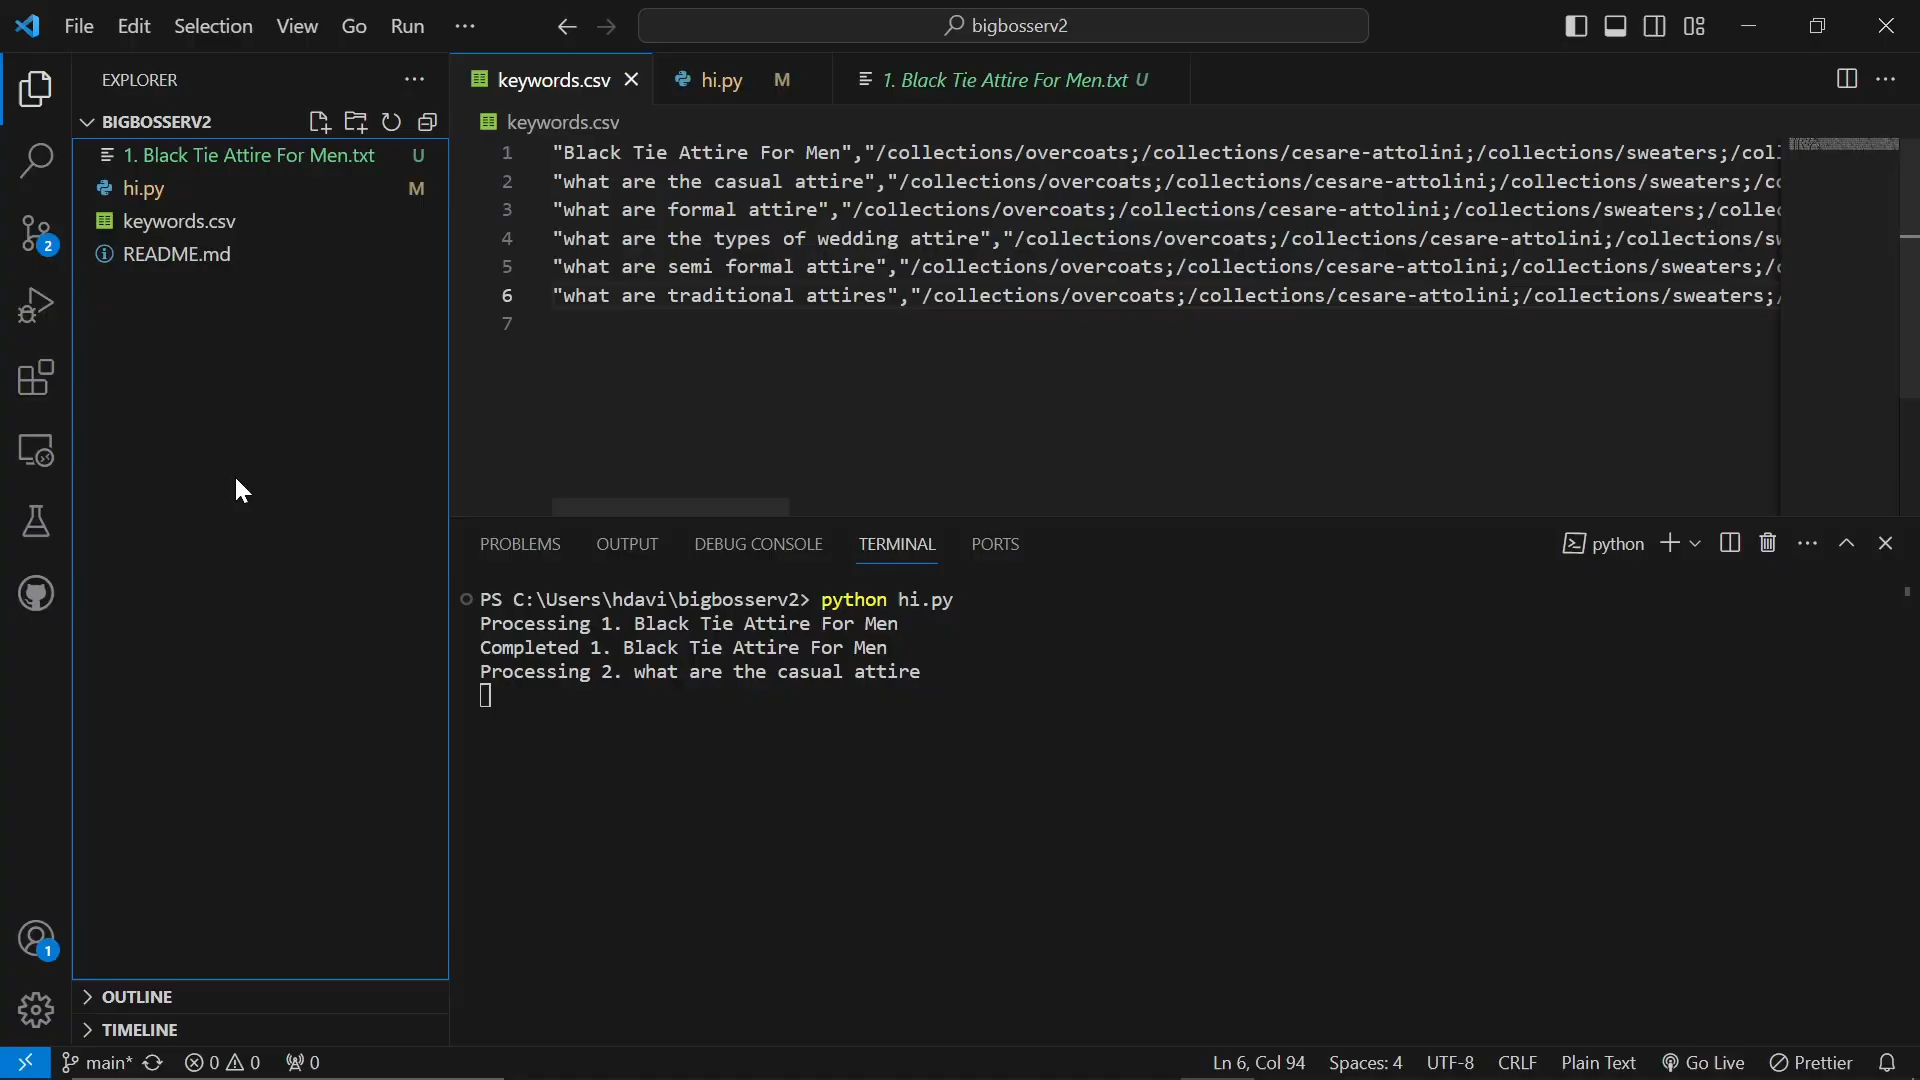 File Edit Selection View Go Run ...
bigbosserv2
EXPLORER
BIGBOSSERV2
1. Black Tie Attire For Men.txt U
hi.py M
keywords.csv
README.md
2
1
OUTLINE
TIMELINE
keywords.csv
hi.py M
1. Black Tie Attire For Men.txt U
keywords.csv
1 "Black Tie Attire For Men","/collections/overcoats;/collections/cesare-attolini;/collections/sweaters;/col
2 "what are the casual attire","/collections/overcoats;/collections/cesare-attolini;/collections/sweaters;/c
3 "what are formal attire","/collections/overcoats;/collections/cesare-attolini;/collections/sweaters;/colle
4 "what are the types of wedding attire","/collections/overcoats;/collections/cesare-attolini;/collections/s
5 "what are semi formal attire","/collections/overcoats;/collections/cesare-attolini;/collections/sweaters;/
6 "what are traditional attires","/collections/overcoats;/collections/cesare-attolini;/collections/sweaters;/
7
PROBLEMS OUTPUT DEBUG CONSOLE TERMINAL PORTS
python
PS C:\Users\hdavi\bigbosserv2> python hi.py
Processing 1. Black Tie Attire For Men
Completed 1. Black Tie Attire For Men
Processing 2. what are the casual attire
main* 0 0 0
Ln 6, Col 94 Spaces: 4 UTF-8 CRLF Plain Text Go Live Prettier